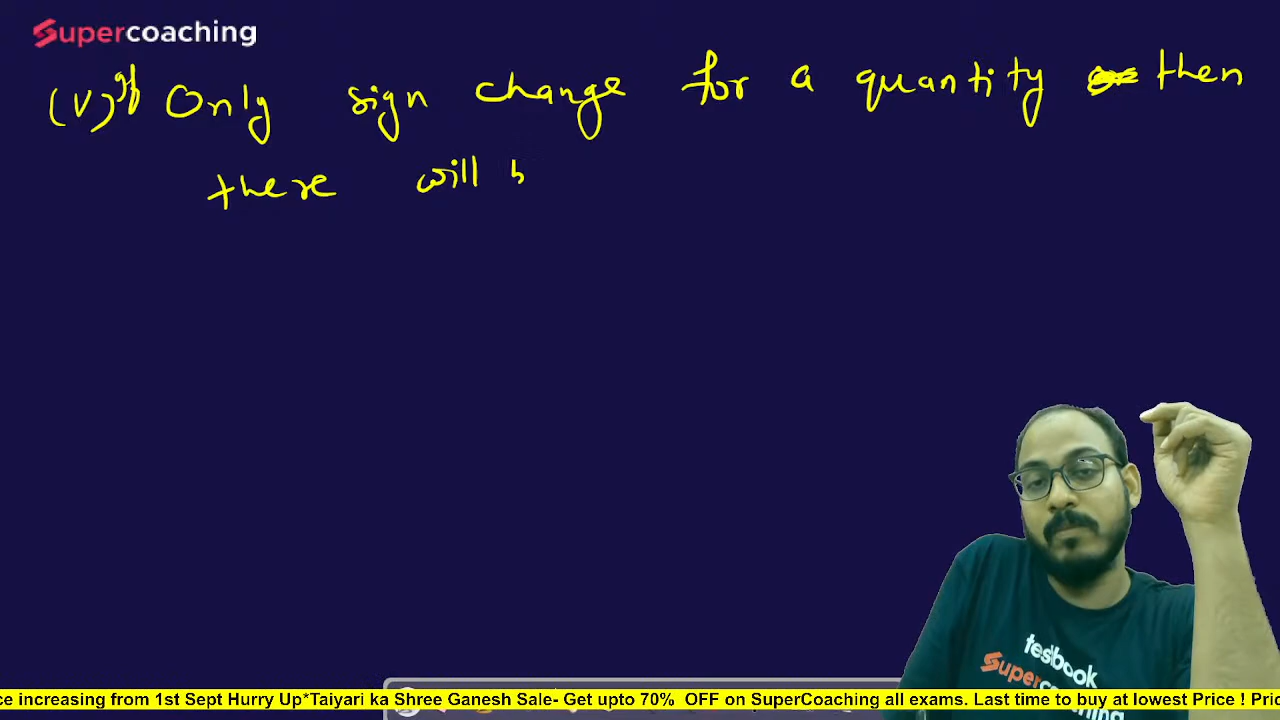 Supercoaching
(V) If Only sign change for a quantity then
there will b
testbook
Supercoaching
ce increasing from 1st Sept Hurry Up*Taiyari ka Shree Ganesh Sale- Get upto 70% OFF on SuperCoaching all exams. Last time to buy at lowest Price ! Pric